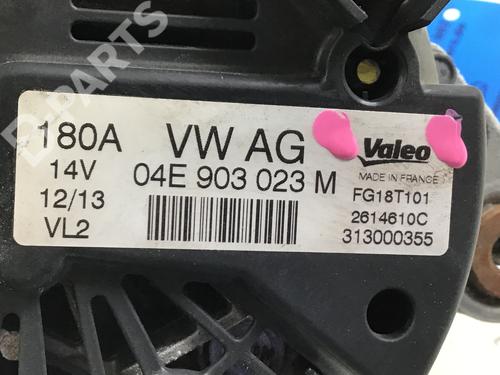 B-PARTS
180A VW AG Valeo
14V 04E 903 023 M MADE IN FRANCE
12/13 FG18T101
VL2 2614610C
313000355